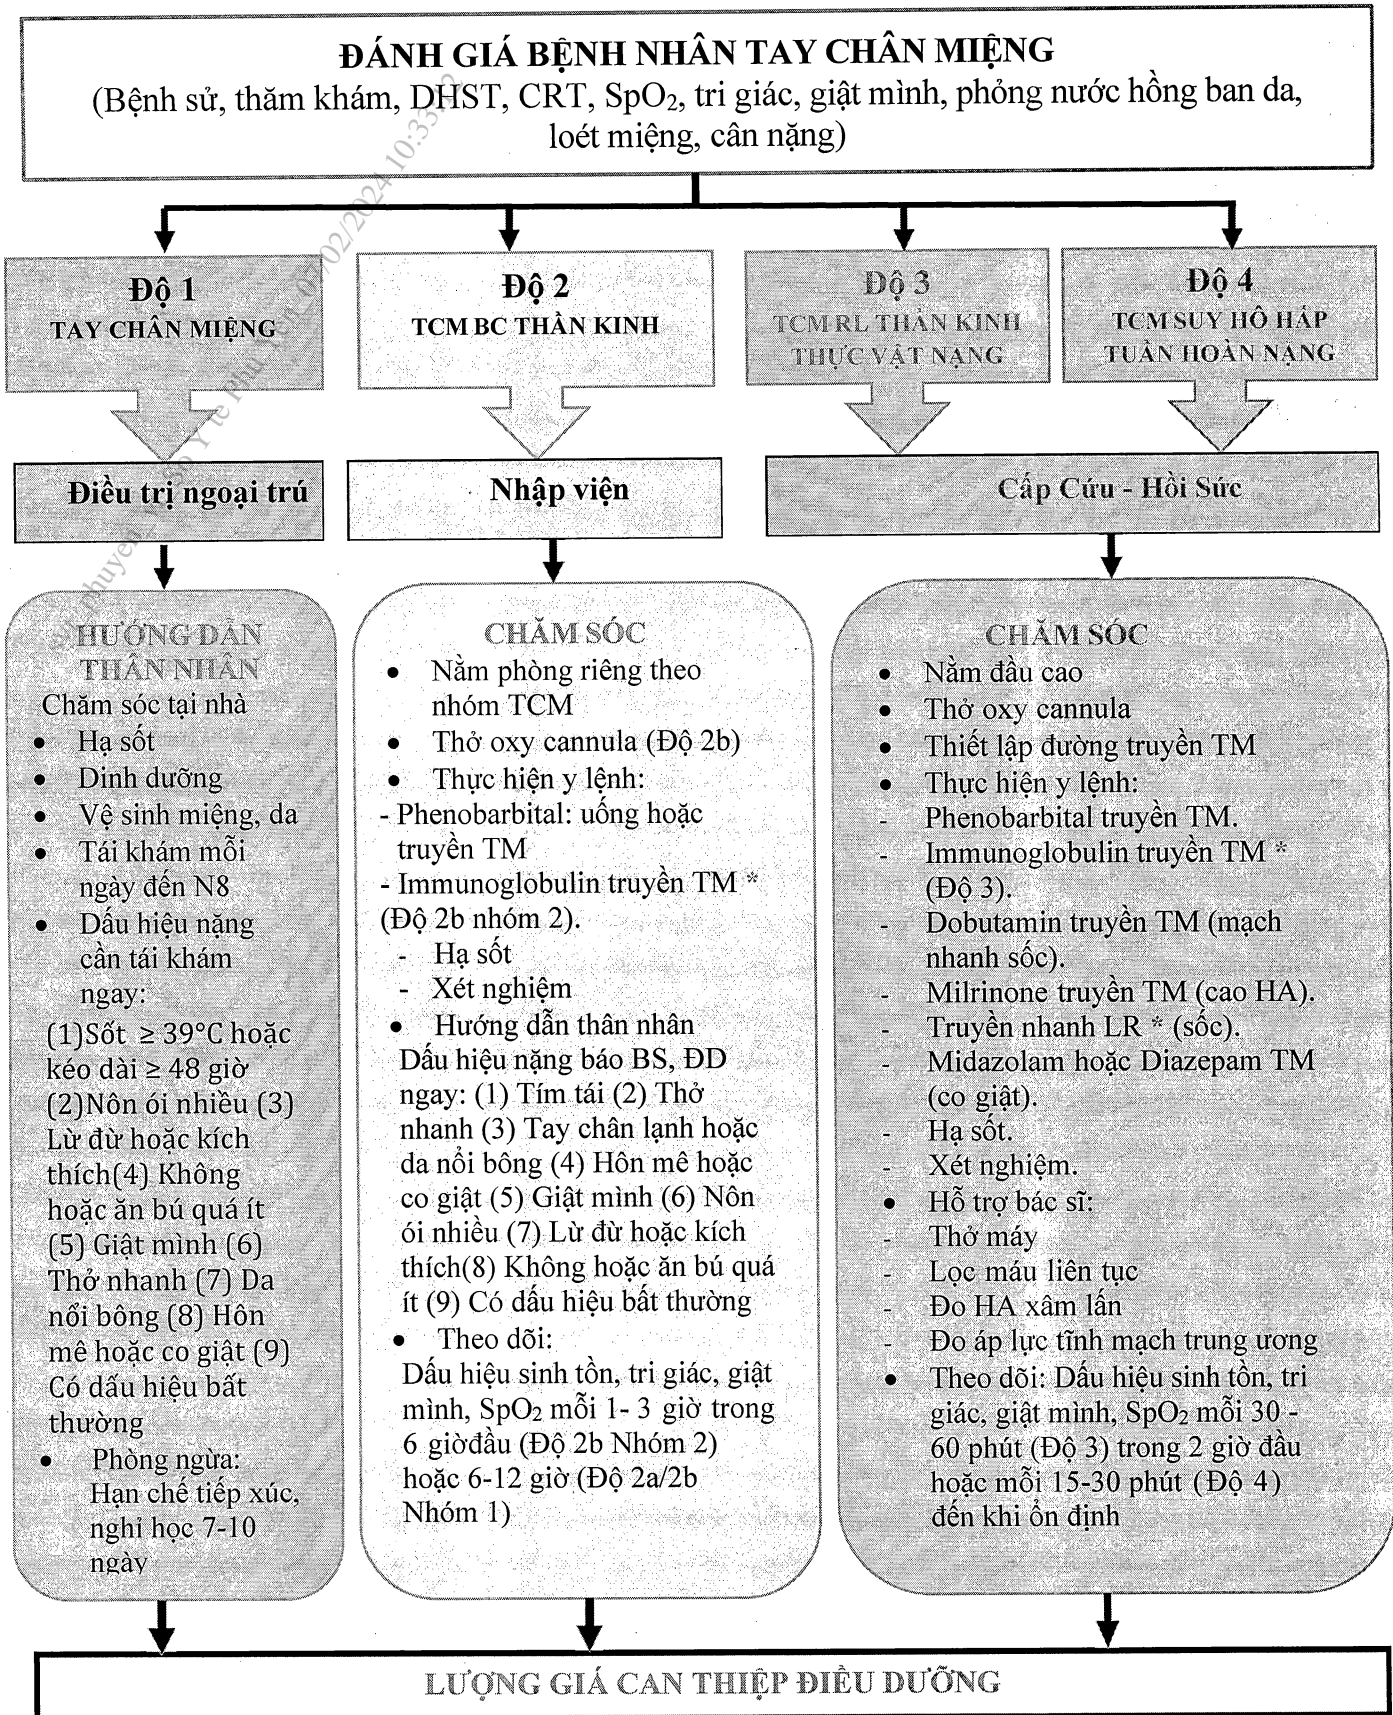 ĐÁNH GIÁ BỆNH NHÂN TAY CHÂN MIỆNG
(Bệnh sử, thăm khám, DHST, CRT, SpO₂, tri giác, giật mình, phỏng nước hồng ban da,
loét miệng, cân nặng)
Độ 1
TAY CHÂN MIỆNG
Độ 2
TCM BC THẦN KINH
Độ 3
TCM RL THẦN KINH
THỰC VẬT NẶNG
Độ 4
TCM SUY HÔ HẤP
TUẦN HOÀN NẶNG
Điều trị ngoại trú
Nhập viện
Cấp Cứu - Hồi Sức
HƯỚNG DẪN
THÂN NHÂN
Chăm sóc tại nhà
• Hạ sốt
• Dinh dưỡng
• Vệ sinh miệng, da
• Tái khám mỗi
ngày đến N8
• Dấu hiệu nặng
cần tái khám
ngay:
(1)Sốt ≥ 39°C hoặc
kéo dài ≥ 48 giờ
(2)Nôn ói nhiều (3)
Lừ đừ hoặc kích
thích(4) Không
hoặc ăn bú quá ít
(5) Giật mình (6)
Thở nhanh (7) Da
nổi bông (8) Hôn
mê hoặc co giật (9)
Có dấu hiệu bất
thường
• Phòng ngừa:
Hạn chế tiếp xúc,
nghỉ học 7-10
ngày
CHĂM SÓC
• Nằm phòng riêng theo
nhóm TCM
• Thở oxy cannula (Độ 2b)
• Thực hiện y lệnh:
- Phenobarbital: uống hoặc
truyền TM
- Immunoglobulin truyền TM *
(Độ 2b nhóm 2).
- Hạ sốt
- Xét nghiệm
• Hướng dẫn thân nhân
Dấu hiệu nặng báo BS, ĐD
ngay: (1) Tím tái (2) Thở
nhanh (3) Tay chân lạnh hoặc
da nổi bông (4) Hôn mê hoặc
co giật (5) Giật mình (6) Nôn
ói nhiều (7) Lừ đừ hoặc kích
thích(8) Không hoặc ăn bú quá
ít (9) Có dấu hiệu bất thường
• Theo dõi:
Dấu hiệu sinh tồn, tri giác, giật
mình, SpO₂ mỗi 1- 3 giờ trong
6 giờđầu (Độ 2b Nhóm 2)
hoặc 6-12 giờ (Độ 2a/2b
Nhóm 1)
CHĂM SÓC
• Nằm đầu cao
• Thở oxy cannula
• Thiết lập đường truyền TM
• Thực hiện y lệnh:
- Phenobarbital truyền TM.
- Immunoglobulin truyền TM *
(Độ 3).
- Dobutamin truyền TM (mạch
nhanh sốc).
- Milrinone truyền TM (cao HA).
- Truyền nhanh LR * (sốc).
- Midazolam hoặc Diazepam TM
(co giật).
- Hạ sốt.
- Xét nghiệm.
• Hỗ trợ bác sĩ:
- Thở máy
- Lọc máu liên tục
- Đo HA xâm lấn
- Đo áp lực tĩnh mạch trung ương
• Theo dõi: Dấu hiệu sinh tồn, tri
giác, giật mình, SpO₂ mỗi 30 -
60 phút (Độ 3) trong 2 giờ đầu
hoặc mỗi 15-30 phút (Độ 4)
đến khi ổn định
LƯỢNG GIÁ CAN THIỆP ĐIỀU DƯỠNG